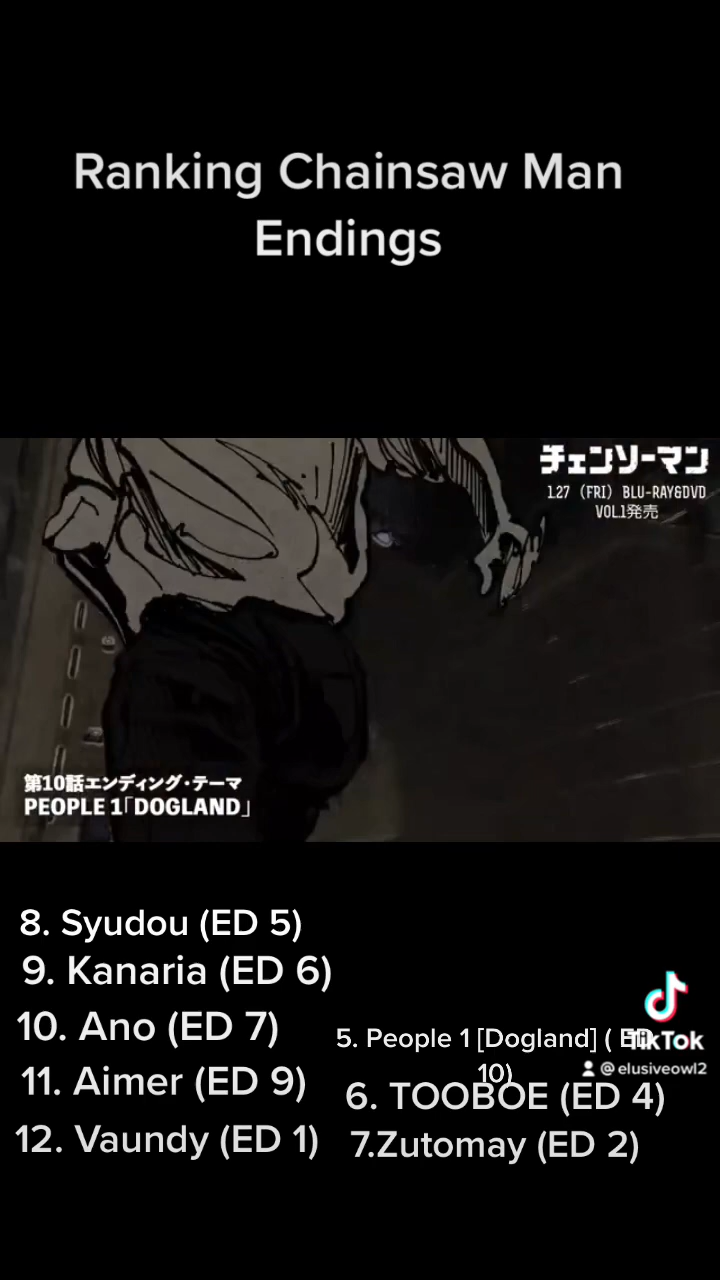 Ranking Chainsaw Man
Endings
チェンソーマン
1.27 (FRI) BLU-RAY&DVD
VOL.1発売
第10話エンディング・テーマ
PEOPLE 1「DOGLAND」
8. Syudou (ED 5)
9. Kanaria (ED 6)
10. Ano (ED 7)
11. Aimer (ED 9)
12. Vaundy (ED 1)
5. People 1 [Dogland] ( ED
10)
6. TOOBOE (ED 4)
7.Zutomay (ED 2)
TikTok
@elusiveowl2